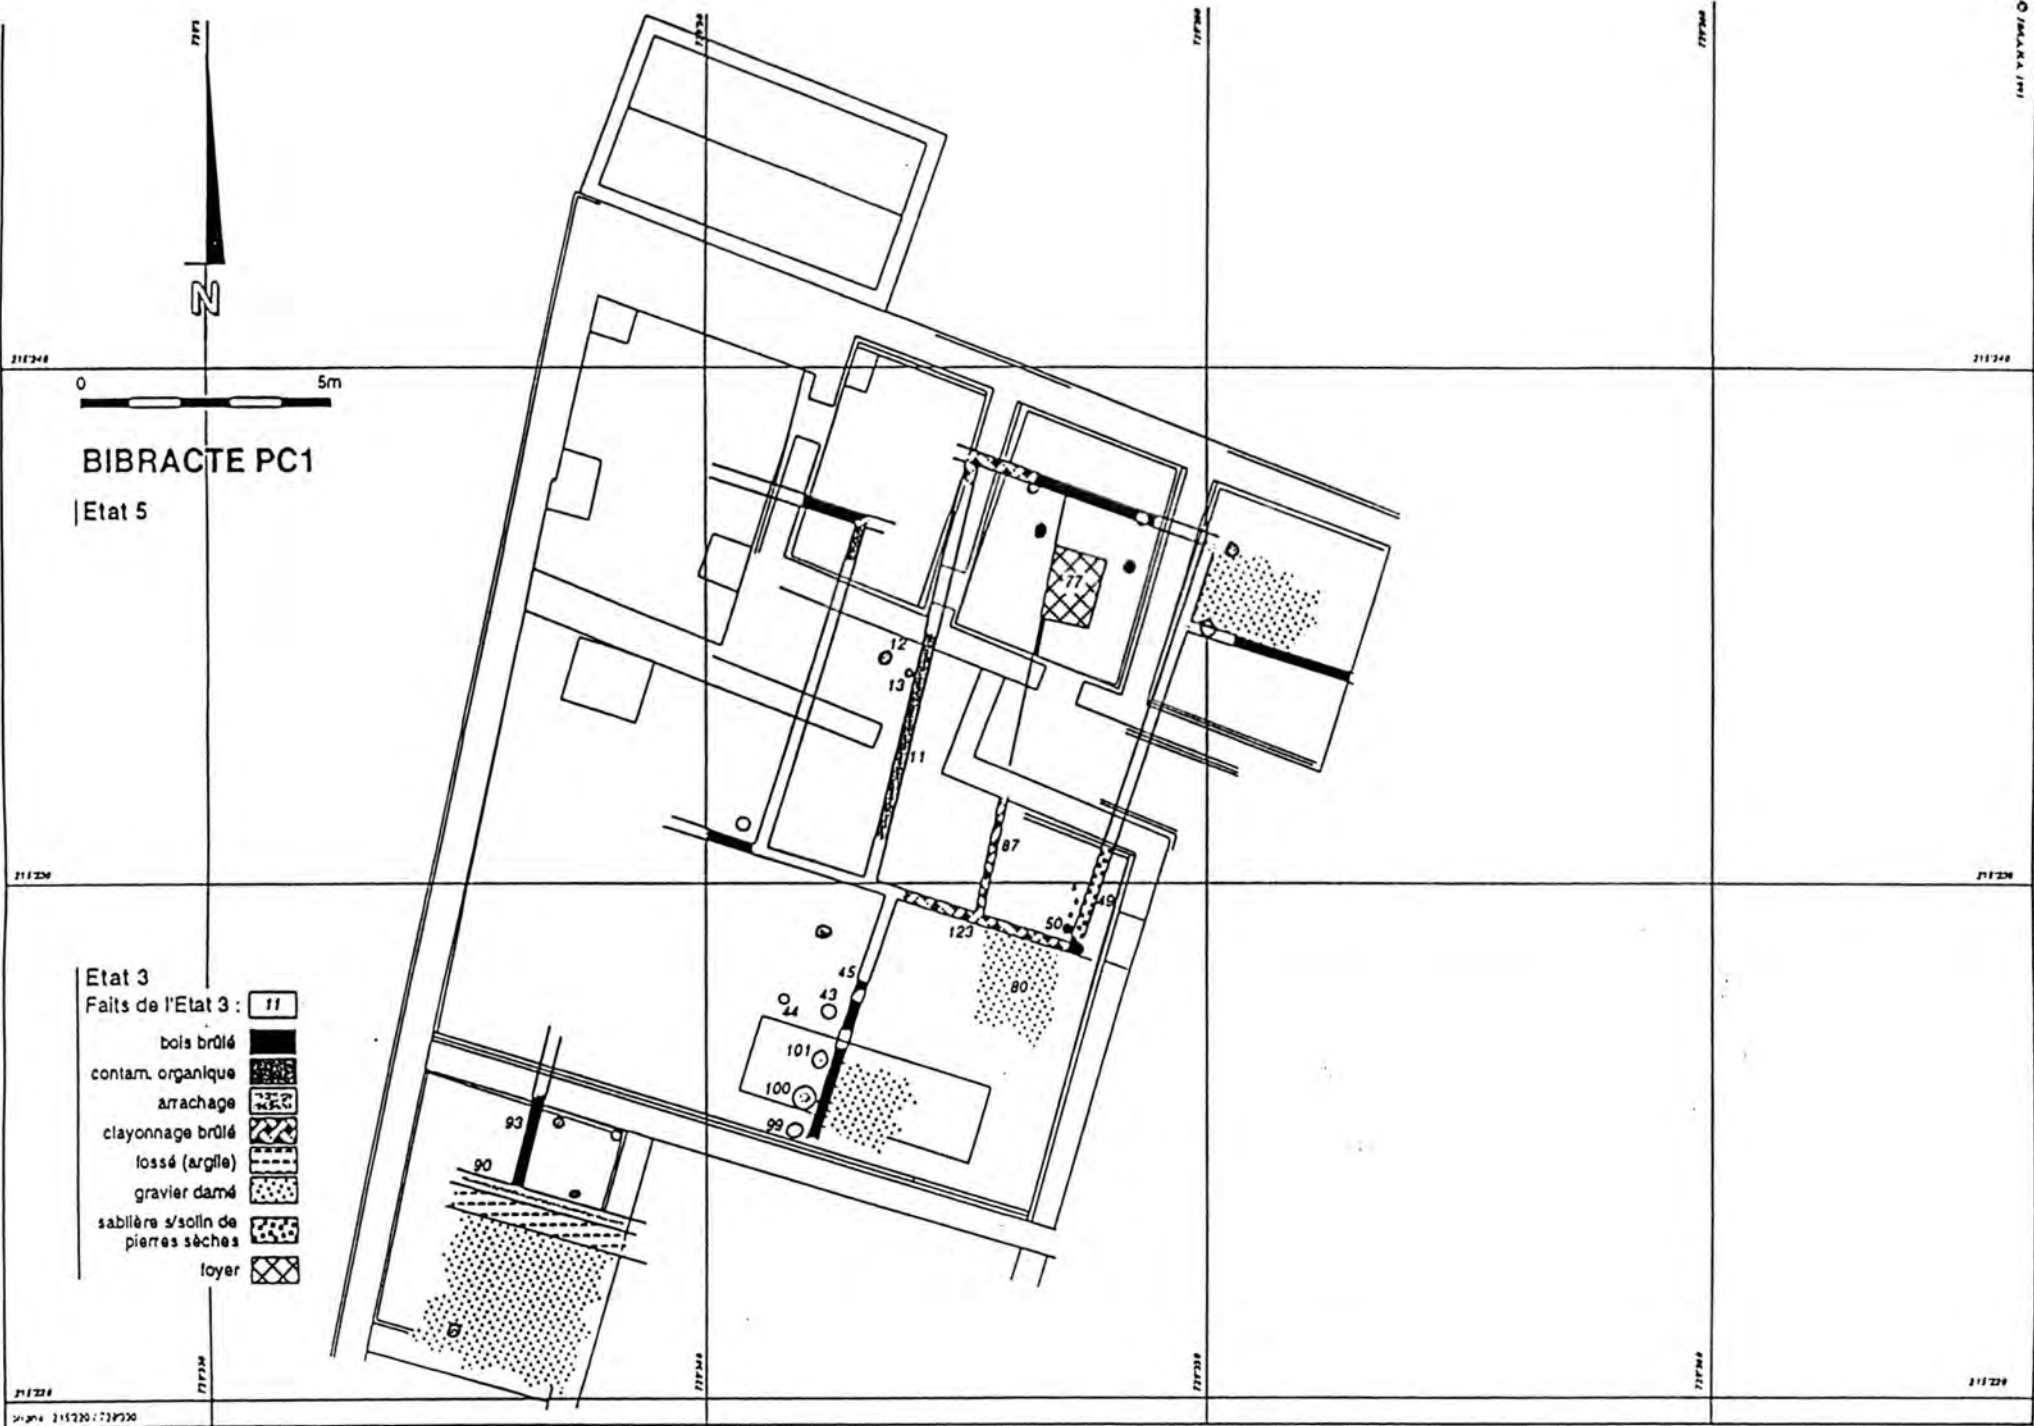 N
0 5m
BIBRACTE PC1
Etat 5
77
12
13
11
87
49
50
123
80
45
43
44
101
100
99
93
90
Etat 3
Faits de l'Etat 3 : 11
bois brûlé
contam. organique
arrachage
clayonnage brûlé
fossé (argile)
gravier damé
sablière s/solin de
pierres sèches
foyer